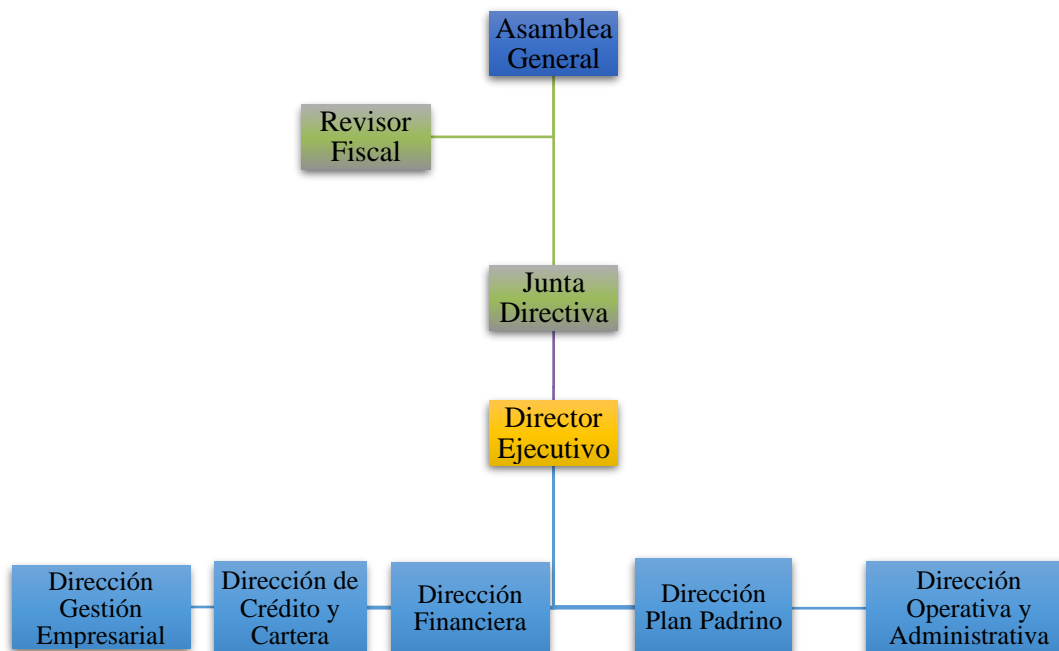 Asamblea
General
Revisor
Fiscal
Junta
Directiva
Director
Ejecutivo
Dirección
Gestión
Empresarial
Dirección de
Crédito y
Cartera
Dirección
Financiera
Dirección
Plan Padrino
Dirección
Operativa y
Administrativa